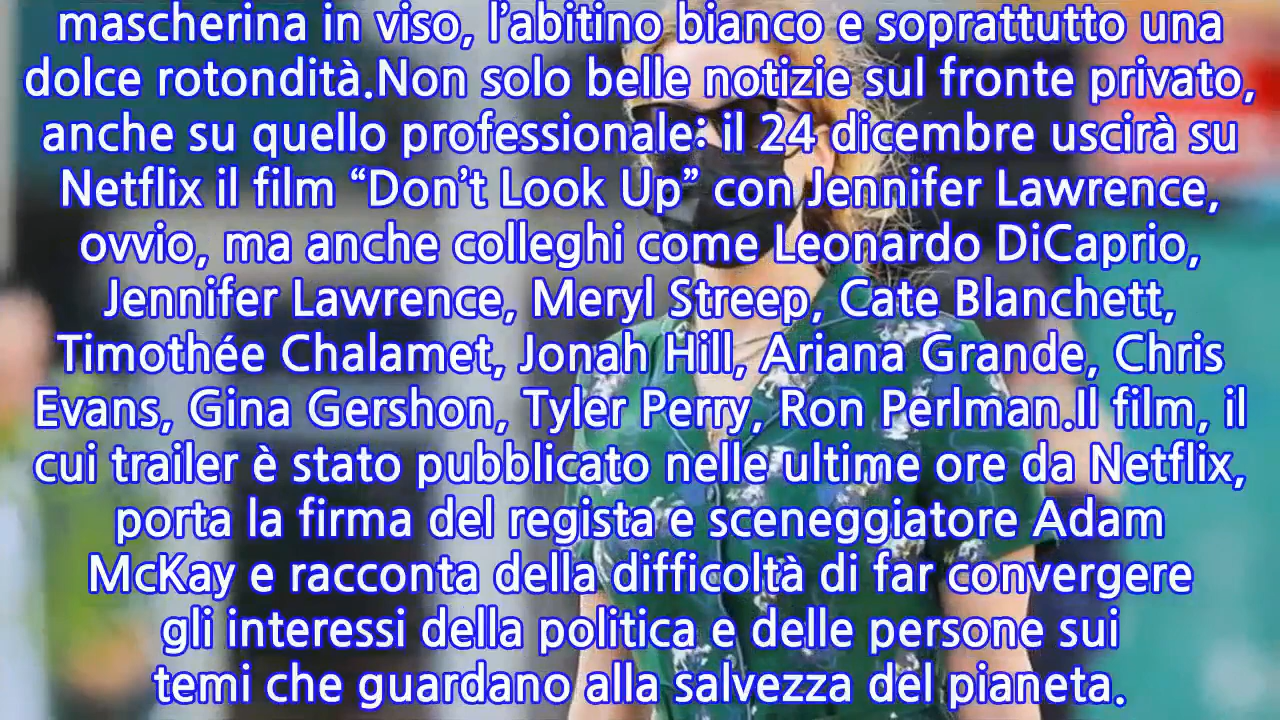 mascherina in viso, l’abitino bianco e soprattutto una
dolce rotondità.Non solo belle notizie sul fronte privato,
anche su quello professionale: il 24 dicembre uscirà su
Netflix il film “Don’t Look Up” con Jennifer Lawrence,
ovvio, ma anche colleghi come Leonardo DiCaprio,
Jennifer Lawrence, Meryl Streep, Cate Blanchett,
Timothée Chalamet, Jonah Hill, Ariana Grande, Chris
Evans, Gina Gershon, Tyler Perry, Ron Perlman.Il film, il
cui trailer è stato pubblicato nelle ultime ore da Netflix,
porta la firma del regista e sceneggiatore Adam
McKay e racconta della difficoltà di far convergere
gli interessi della politica e delle persone sui
temi che guardano alla salvezza del pianeta.